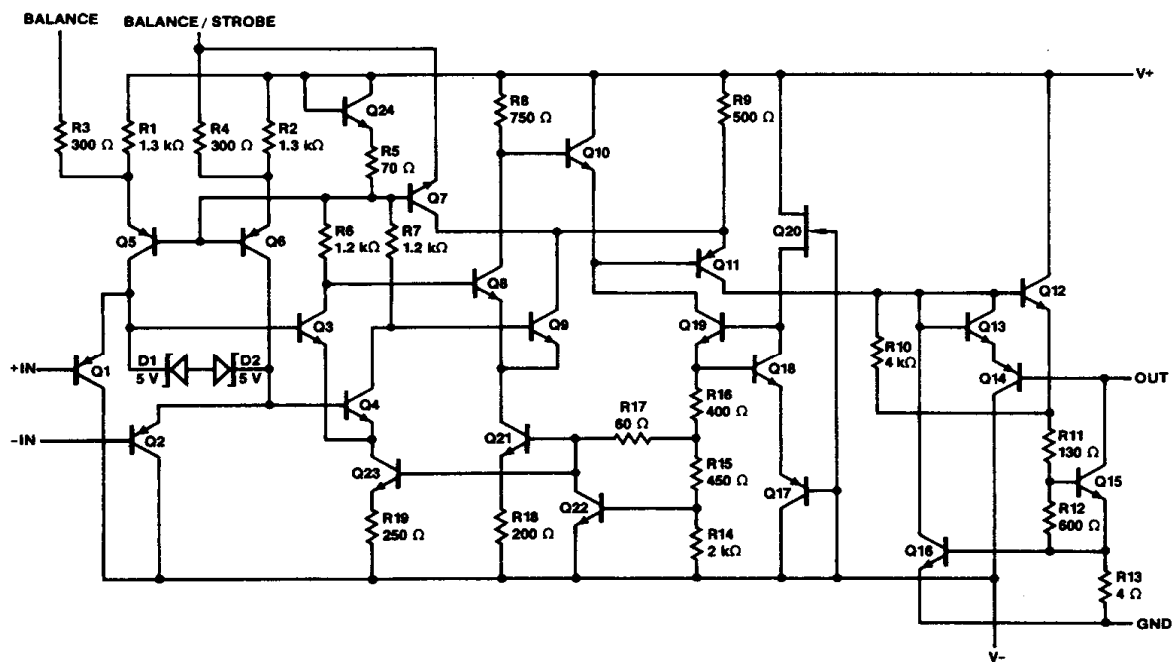 BALANCE
BALANCE / STROBE
V+
R3
300 Ω
R1
1.3 kΩ
R4
300 Ω
R2
1.3 kΩ
Q24
R5
70 Ω
R8
750 Ω
R9
500 Ω
Q10
Q7
Q5
Q6
R6
1.2 kΩ
R7
1.2 kΩ
Q20
Q11
Q8
Q12
Q3
Q9
Q19
Q13
R10
4 kΩ
+IN
Q1
D1
5 V
D2
5 V
Q18
Q14
OUT
Q4
R16
400 Ω
R17
60 Ω
-IN
Q2
Q21
R11
130 Ω
Q23
R15
450 Ω
Q15
Q22
Q17
R12
600 Ω
R19
250 Ω
R18
200 Ω
R14
2 kΩ
Q16
R13
4 Ω
GND
V-